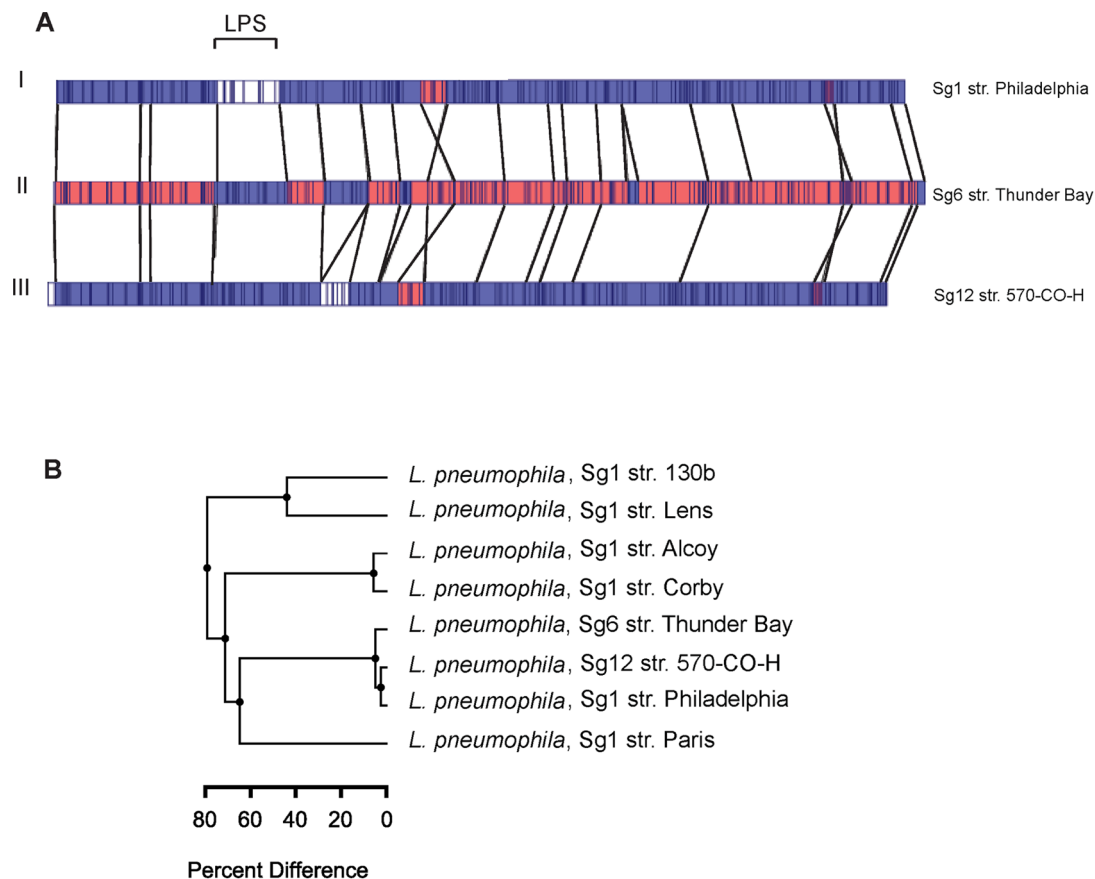 A
LPS
I
Sg1 str. Philadelphia
II
Sg6 str. Thunder Bay
III
Sg12 str. 570-CO-H
B
L. pneumophila, Sg1 str. 130b
L. pneumophila, Sg1 str. Lens
L. pneumophila, Sg1 str. Alcoy
L. pneumophila, Sg1 str. Corby
L. pneumophila, Sg6 str. Thunder Bay
L. pneumophila, Sg12 str. 570-CO-H
L. pneumophila, Sg1 str. Philadelphia
L. pneumophila, Sg1 str. Paris
80 60 40 20 0
Percent Difference